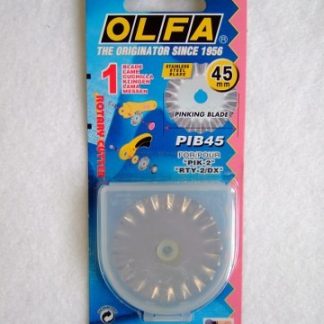 OLFA®
THE ORIGINATOR SINCE 1956
1
BLADE
LAME
CUCHILLA
KLINGEN
LAMA
MESSEN
STAINLESS
STEEL
BLADE
45
mm
ROTARY CUTTER
PINKING BLADE
PIB45
FOR/POUR
"PIK-2"
"RTY-2/DX"